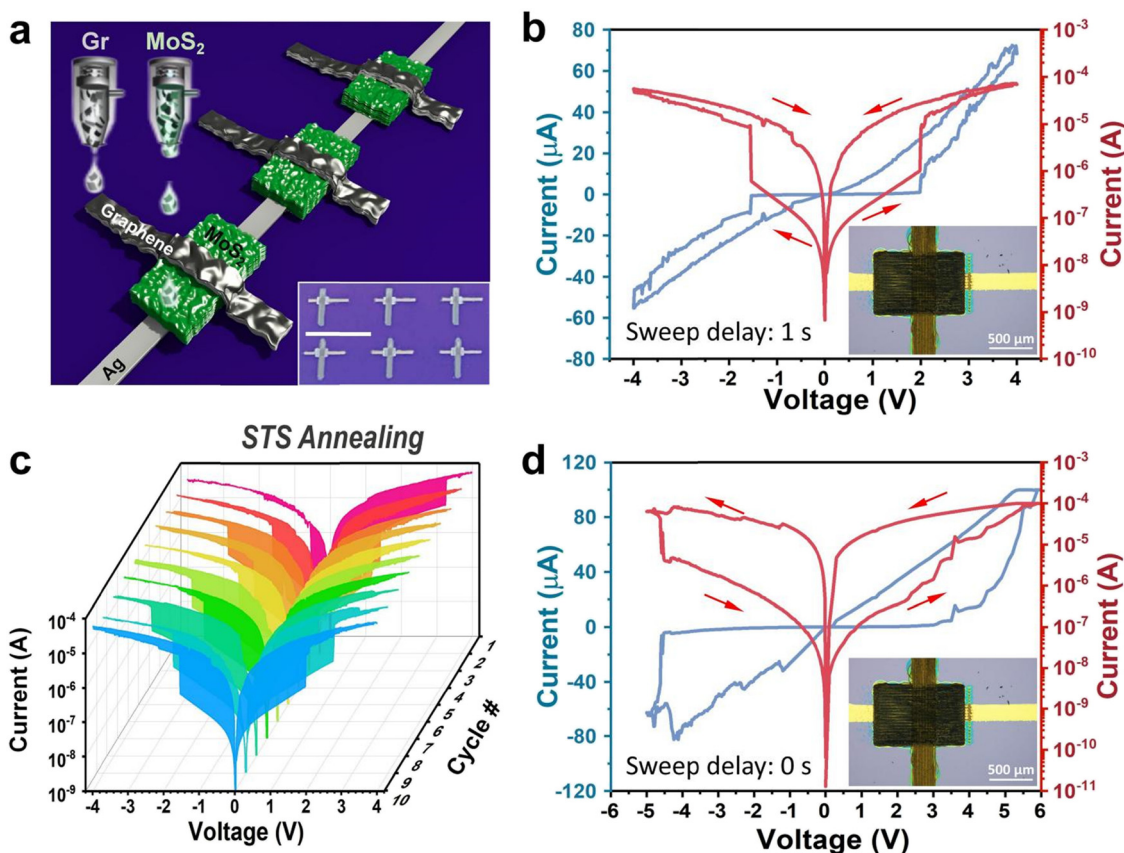 a
Gr
MoS₂
Graphene
MoS₂
Ag
b
80
60
40
20
0
-20
-40
-60
80
Current (μA)
10⁻³
10⁻⁴
10⁻⁵
10⁻⁶
10⁻⁷
10⁻⁸
10⁻⁹
10⁻¹⁰
Current (A)
Sweep delay: 1 s
500 μm
-4 -3 -2 -1 0 1 2 3 4
Voltage (V)
c
STS Annealing
10⁻⁴
10⁻⁵
10⁻⁶
10⁻⁷
10⁻⁸
10⁻⁹
Current (A)
-4 -3 -2 -1 0 1 2 3 4
Voltage (V)
1
2
3
4
5
6
7
8
9
10
Cycle #
d
120
80
40
0
-40
-80
-120
Current (μA)
10⁻³
10⁻⁴
10⁻⁵
10⁻⁶
10⁻⁷
10⁻⁸
10⁻⁹
10⁻¹⁰
10⁻¹¹
Current (A)
Sweep delay: 0 s
500 μm
-5 -4 -3 -2 -1 0 1 2 3 4 5 6
Voltage (V)